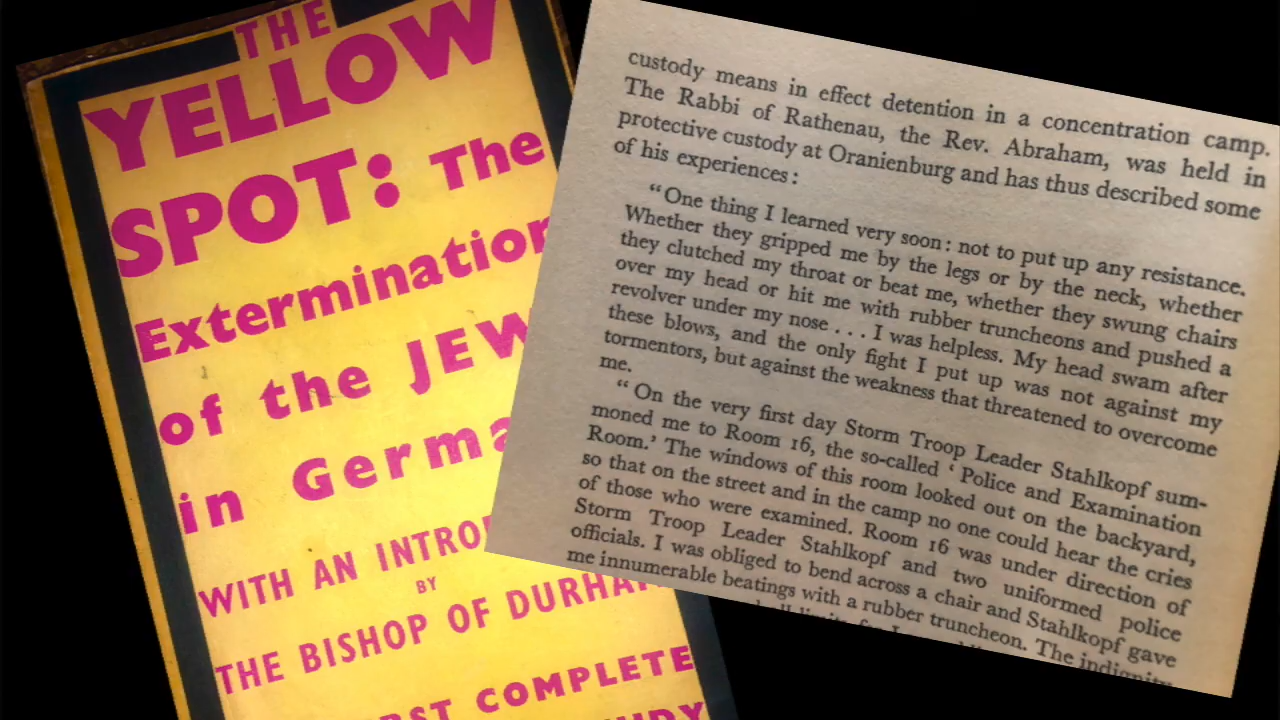 THE
YELLOW
SPOT: The
Extermination
of the JEW
in Germa
WITH AN INTRO
BY
THE BISHOP OF DURHA
COMPLETE
custody means in effect detention in a concentration camp.
The Rabbi of Rathenau, the Rev. Abraham, was held in
protective custody at Oranienburg and has thus described some
of his experiences:
“One thing I learned very soon: not to put up any resistance.
Whether they gripped me by the legs or by the neck, whether
they clutched my throat or beat me, whether they swung chairs
over my head or hit me with rubber truncheons and pushed a
revolver under my nose . . . I was helpless. My head swam after
these blows, and the only fight I put up was not against my
tormentors, but against the weakness that threatened to overcome
me.
“ On the very first day Storm Troop Leader Stahlkopf sum-
moned me to Room 16, the so-called ‘ Police and Examination
Room.’ The windows of this room looked out on the backyard,
so that on the street and in the camp no one could hear the cries
of those who were examined. Room 16 was under direction of
Storm Troop Leader Stahlkopf and two uniformed police
officials. I was obliged to bend across a chair and Stahlkopf gave
me innumerable beatings with a rubber truncheon. The indignity